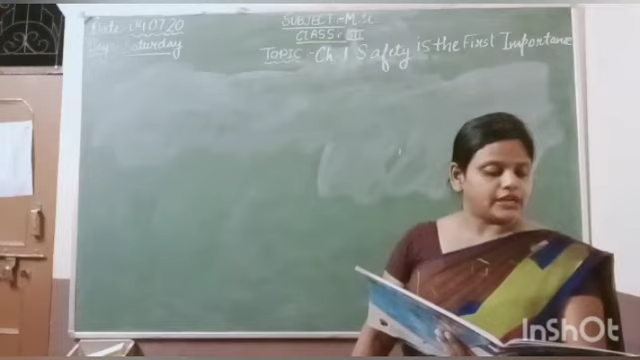 Date:-04.07.20
Day:-Saturday
SUBJECT:-M.Sc
CLASS:-III
TOPIC:-Ch.1 Safety is the First Importance
InShOt